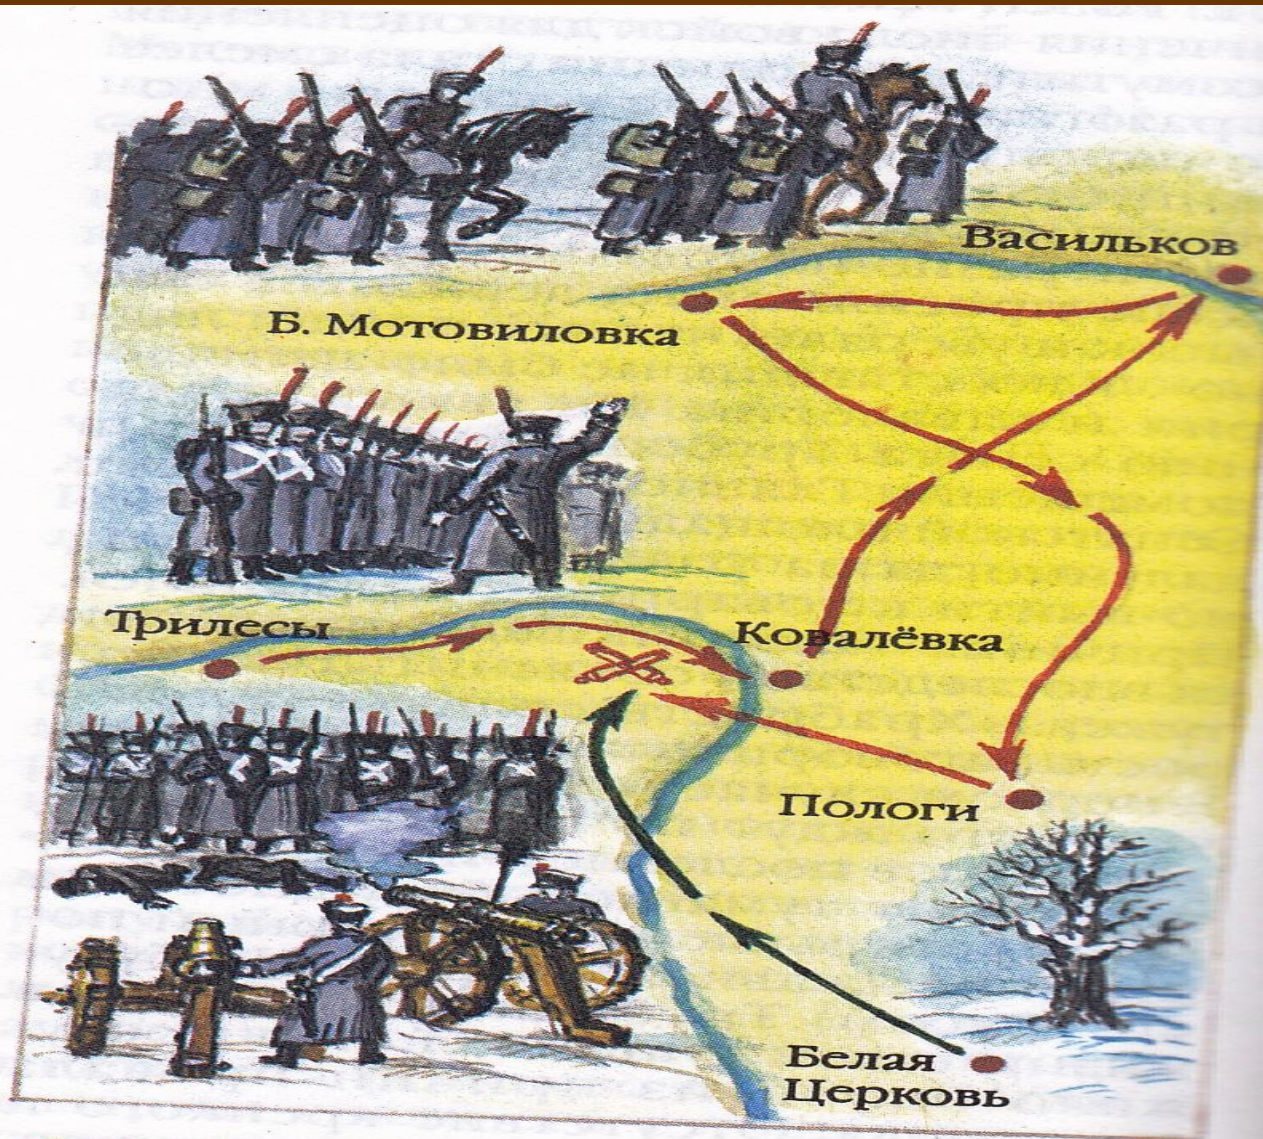 Васильков
Б. Мотовиловка
Трилесы
Ковалёвка
Пологи
Белая
Церковь